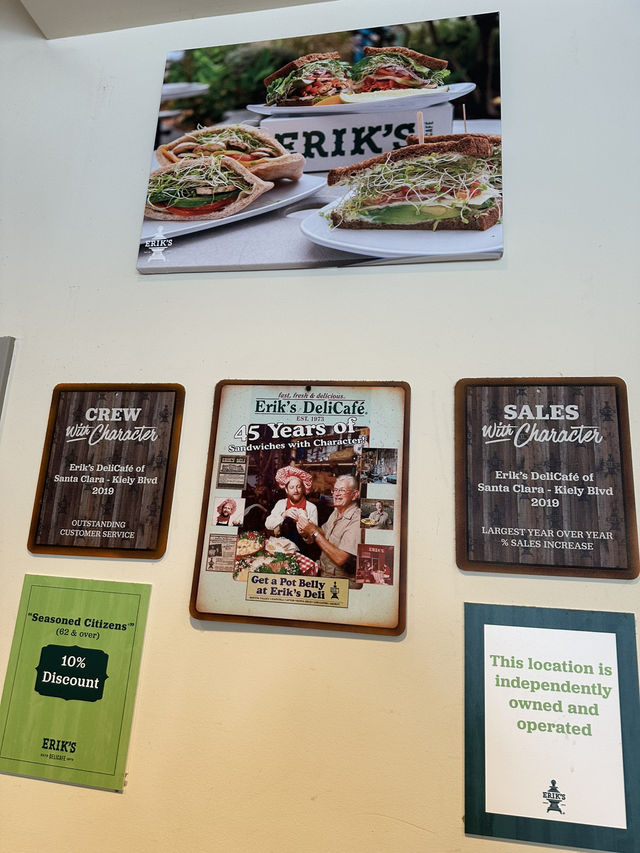 ERIK'S
ERIK'S
CREW
With Character
Erik's DeliCafé of
Santa Clara - Kiely Blvd
2019
OUTSTANDING
CUSTOMER SERVICE
fast, fresh & delicious.
Erik's DeliCafé®
EST. 1973
45 Years of
Sandwiches with Character!
ERIK'S
Get a Pot Belly
at Erik's Deli
SALES
With Character
Erik's DeliCafé of
Santa Clara - Kiely Blvd
2019
LARGEST YEAR OVER YEAR
% SALES INCREASE
"Seasoned Citizens"
(62 & over)
10%
Discount
ERIK'S
DELICAFÉ
This location is
independently
owned and
operated
ERIK'S